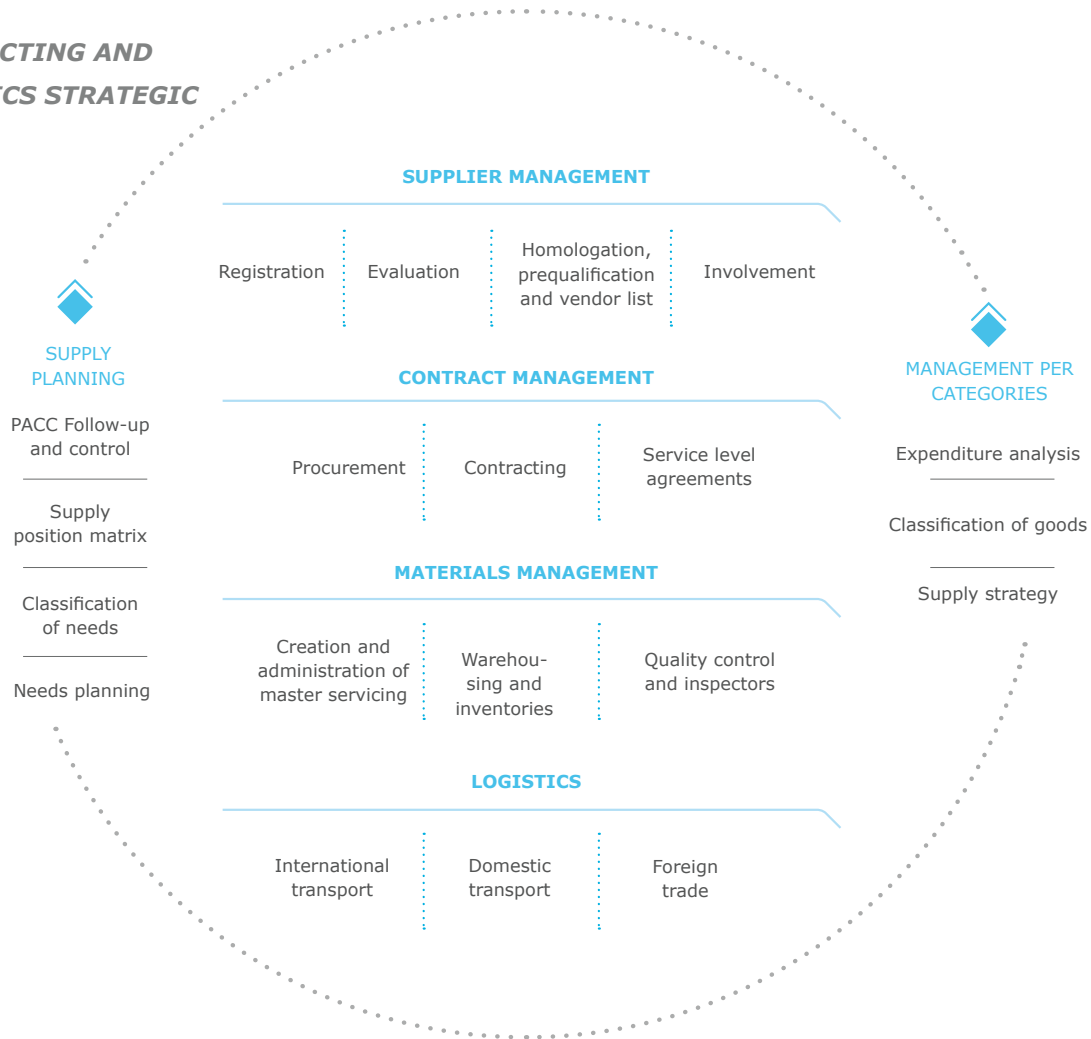 CTING AND
ICS STRATEGIC
SUPPLIER MANAGEMENT
Registration
Evaluation
Homologation,
prequalification
and vendor list
Involvement
SUPPLY
PLANNING
PACC Follow-up
and control
Supply
position matrix
Classification
of needs
Needs planning
CONTRACT MANAGEMENT
Procurement
Contracting
Service level
agreements
MATERIALS MANAGEMENT
Creation and
administration of
master servicing
Warehou-
sing and
inventories
Quality control
and inspectors
LOGISTICS
International
transport
Domestic
transport
Foreign
trade
MANAGEMENT PER
CATEGORIES
Expenditure analysis
Classification of goods
Supply strategy